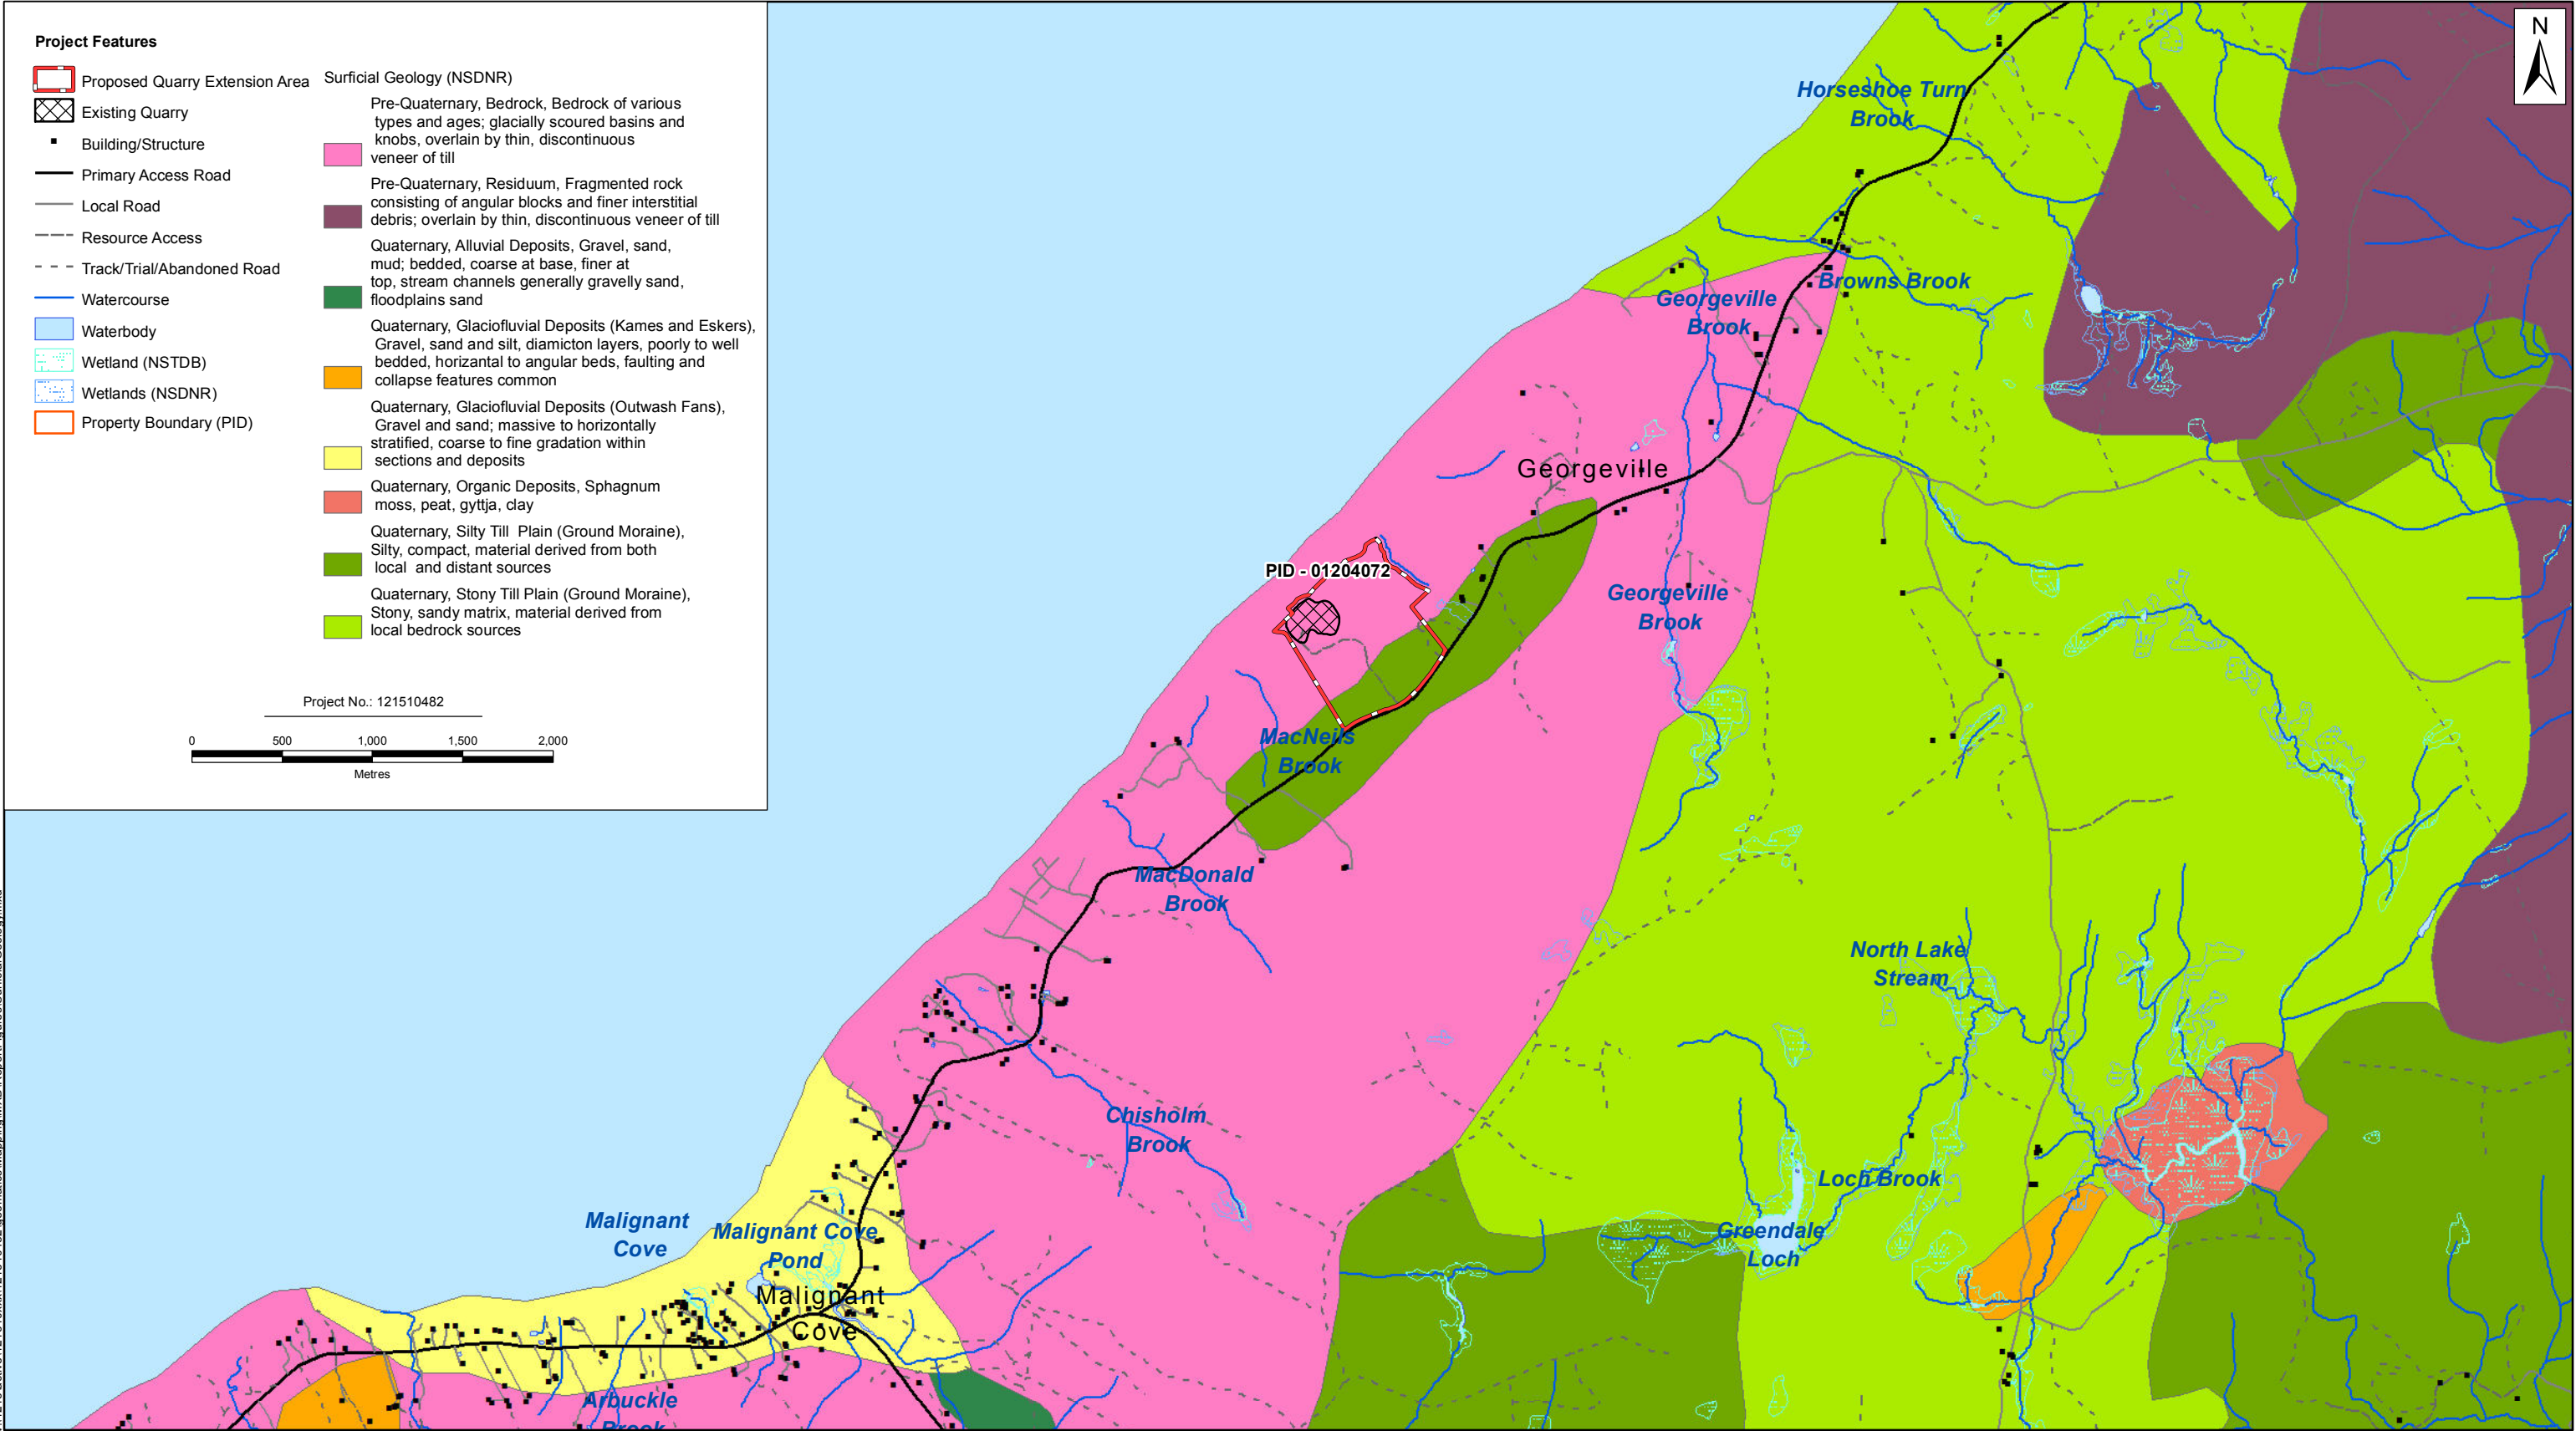 Project Features
Proposed Quarry Extension Area
Existing Quarry
Building/Structure
Primary Access Road
Local Road
Resource Access
Track/Trial/Abandoned Road
Watercourse
Waterbody
Wetland (NSTDB)
Wetlands (NSDNR)
Property Boundary (PID)
Surficial Geology (NSDNR)
Pre-Quaternary, Bedrock, Bedrock of various
types and ages; glacially scoured basins and
knobs, overlain by thin, discontinuous
veneer of till
Pre-Quaternary, Residuum, Fragmented rock
consisting of angular blocks and finer interstitial
debris; overlain by thin, discontinuous veneer of till
Quaternary, Alluvial Deposits, Gravel, sand,
mud; bedded, coarse at base, finer at
top, stream channels generally gravelly sand,
floodplains sand
Quaternary, Glaciofluvial Deposits (Kames and Eskers),
Gravel, sand and silt, diamicton layers, poorly to well
bedded, horizantal to angular beds, faulting and
collapse features common
Quaternary, Glaciofluvial Deposits (Outwash Fans),
Gravel and sand; massive to horizontally
stratified, coarse to fine gradation within
sections and deposits
Quaternary, Organic Deposits, Sphagnum
moss, peat, gyttja, clay
Quaternary, Silty Till Plain (Ground Moraine),
Silty, compact, material derived from both
local and distant sources
Quaternary, Stony Till Plain (Ground Moraine),
Stony, sandy matrix, material derived from
local bedrock sources
Project No.: 121510482
0 500 1,000 1,500 2,000
Metres
N
Horseshoe Turn
Brook
Browns Brook
Georgeville
Brook
Georgeville
PID - 01204072
Georgeville
Brook
MacNeils
Brook
MacDonald
Brook
North Lake
Stream
Chisholm
Brook
Loch Brook
Greendale
Loch
Malignant
Cove
Malignant Cove
Pond
Malignant
Cove
Arbuckle
Brook